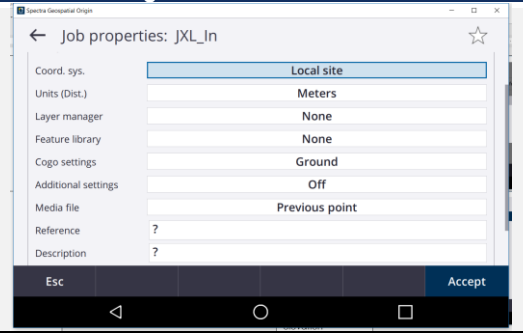 Spectra Geospatial Origin
Job properties: JXL_In
Coord. sys. Local site
Units (Dist.) Meters
Layer manager None
Feature library None
Cogo settings Ground
Additional settings Off
Media file Previous point
Reference ?
Description ?
Esc Accept